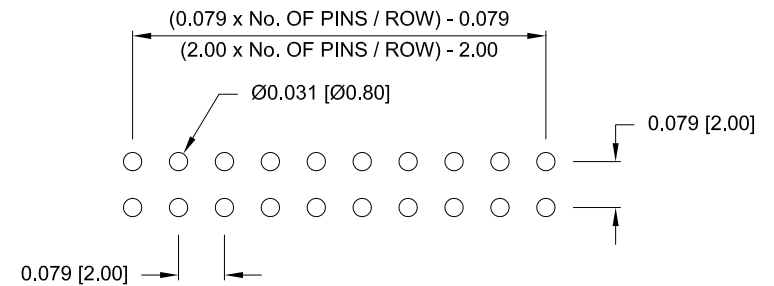 (0.079 x No. OF PINS / ROW) - 0.079
(2.00 x No. OF PINS / ROW) - 2.00
Ø0.031 [Ø0.80]
0.079 [2.00]
0.079 [2.00]